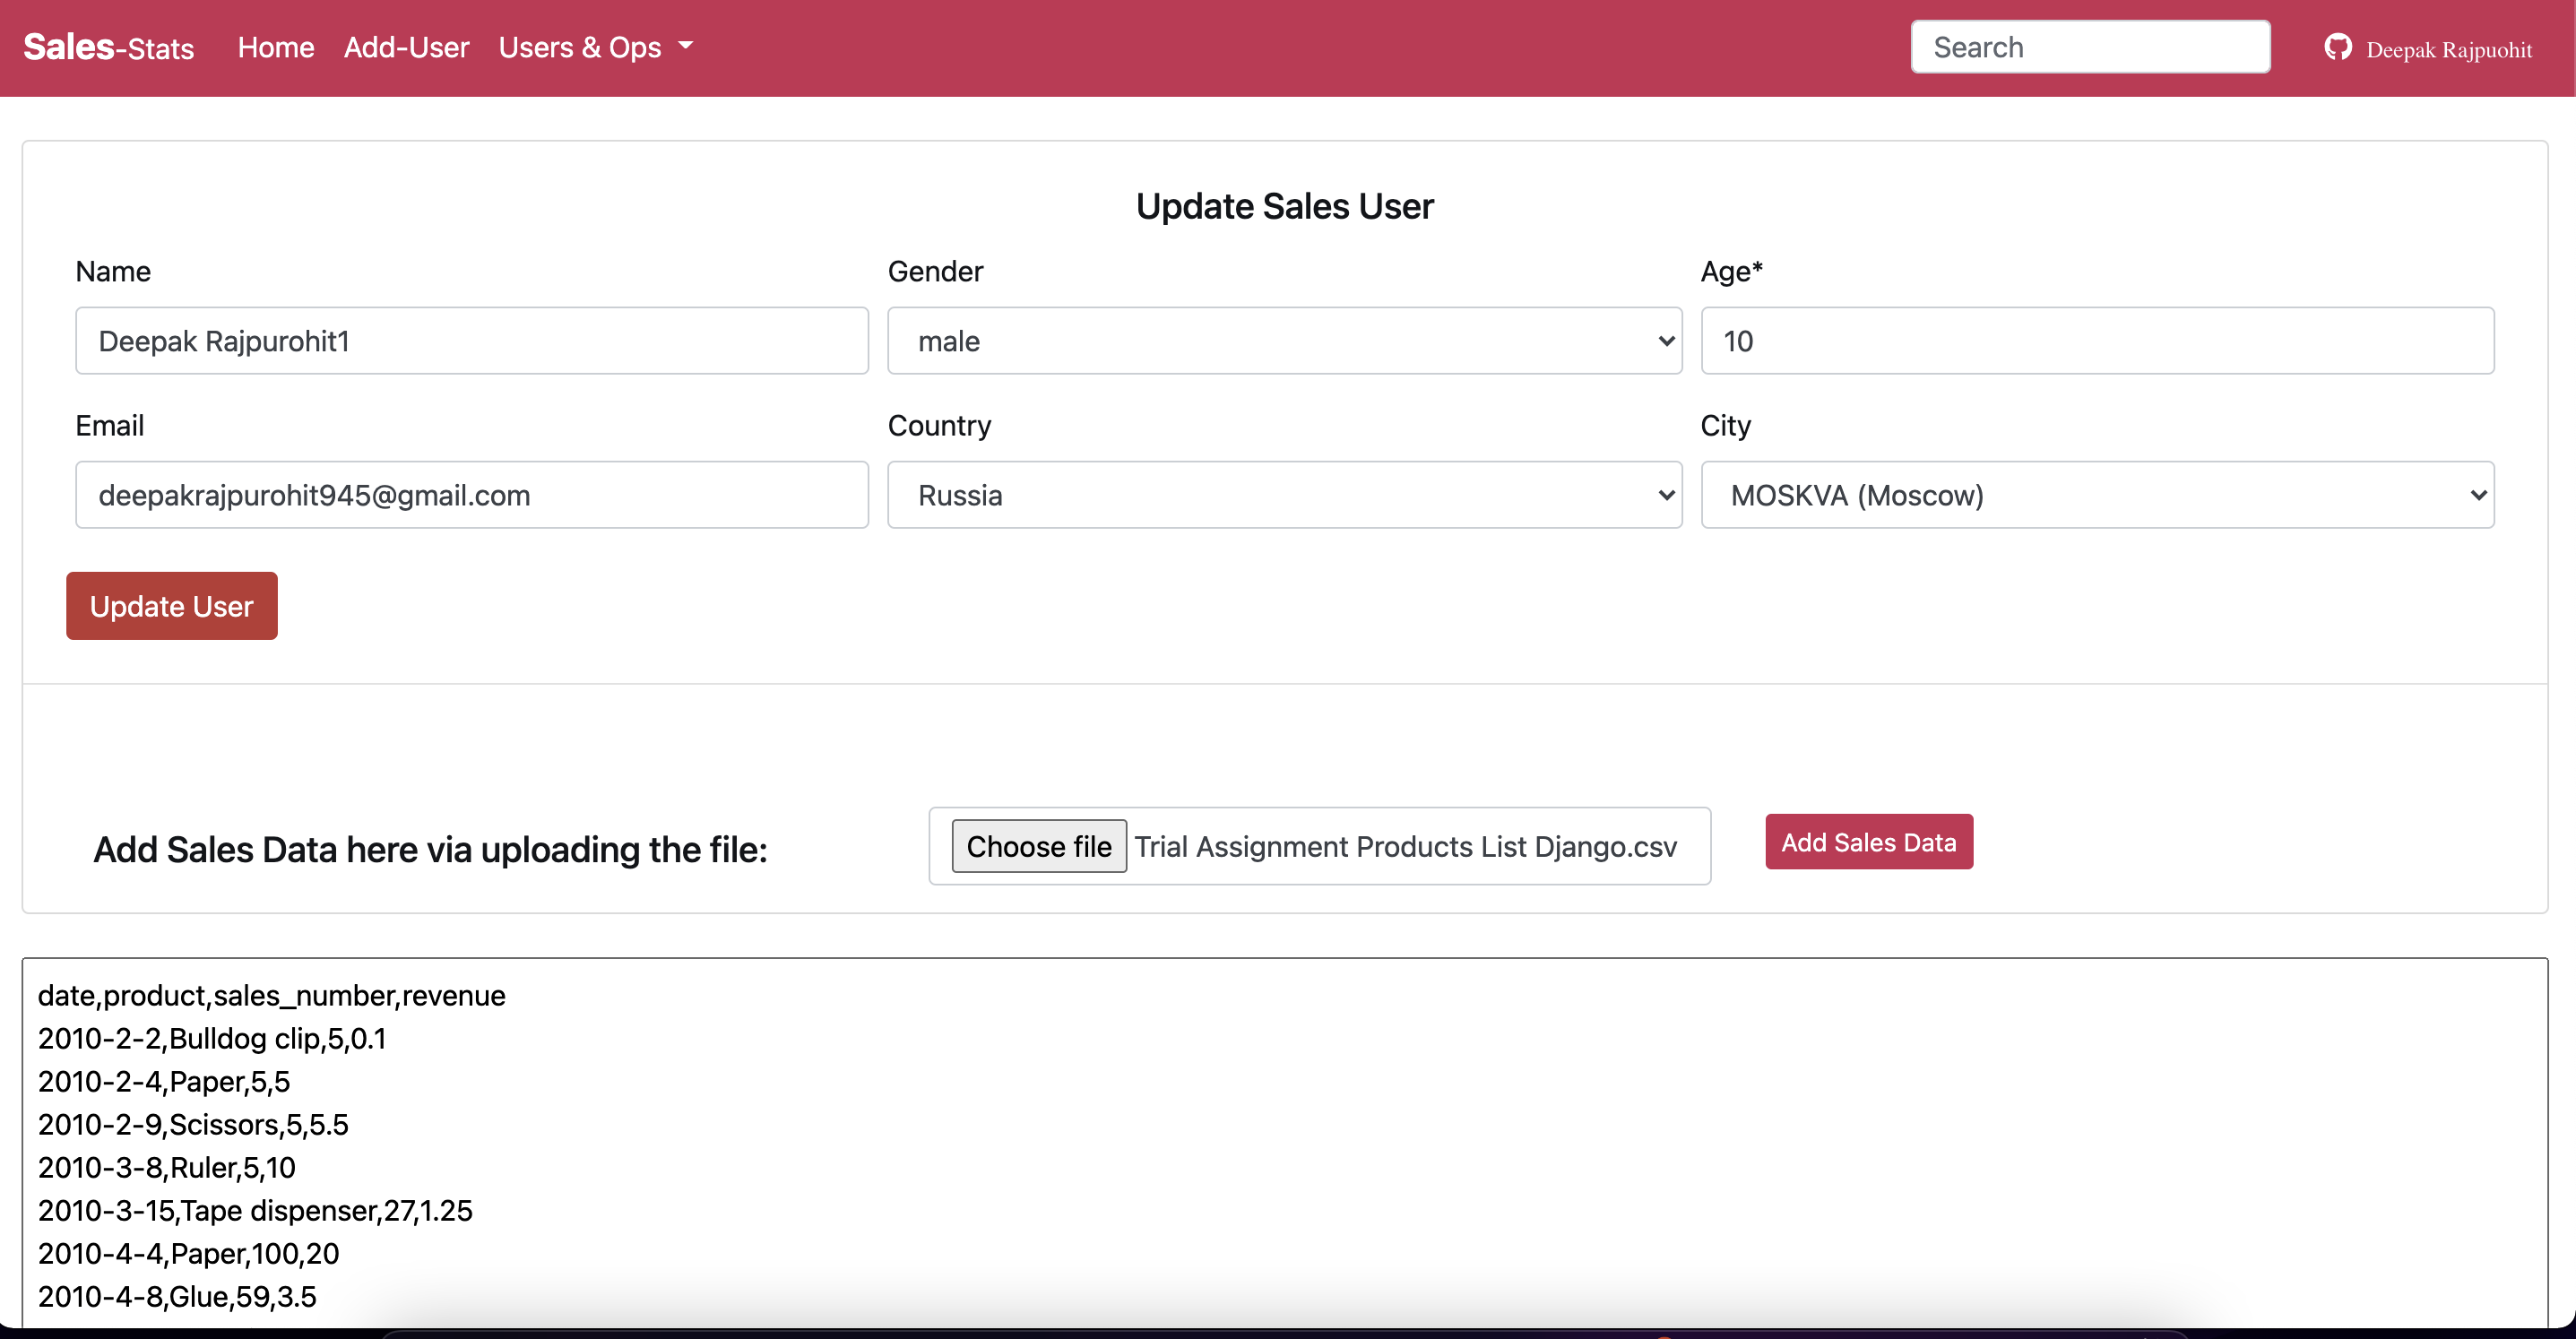 Sales-Stats Home Add-User Users & Ops Search Deepak Rajpuohit
Update Sales User
Name Gender Age*
Deepak Rajpurohit1 male 10
Email Country City
deepakrajpurohit945@gmail.com Russia MOSKVA (Moscow)
Update User
Add Sales Data here via uploading the file: Choose file Trial Assignment Products List Django.csv Add Sales Data
date,product,sales_number,revenue
2010-2-2,Bulldog clip,5,0.1
2010-2-4,Paper,5,5
2010-2-9,Scissors,5,5.5
2010-3-8,Ruler,5,10
2010-3-15,Tape dispenser,27,1.25
2010-4-4,Paper,100,20
2010-4-8,Glue,59,3.5